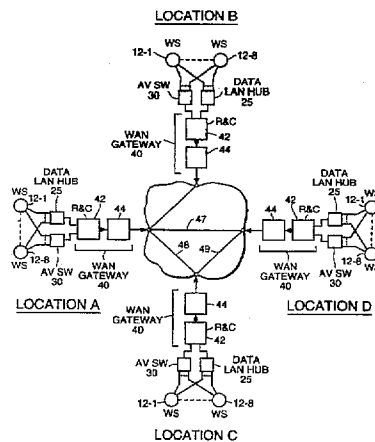 LOCATION B
WS WS
12-1 12-8
AV SW
30
DATA
LAN HUB
25
R&C
42
WAN
GATEWAY
40
44
DATA
LAN HUB
25
42
R&C
44
WS
12-1
12-8
WS
AV SW
30
WAN
GATEWAY
40
LOCATION A
47
48
49
DATA
LAN HUB
25
42
R&C
44
12-1
WS
12-8
WS
AV SW
30
WAN
GATEWAY
40
LOCATION D
44
WAN
GATEWAY
40
R&C
42
AV SW
30
DATA
LAN HUB
25
12-1 12-8
WS WS
LOCATION C